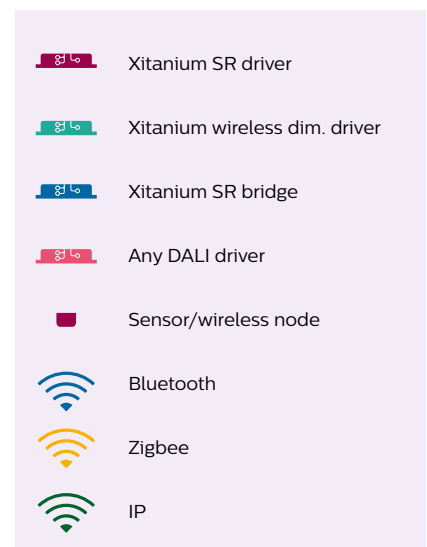 Xitanium SR driver
Xitanium wireless dim. driver
Xitanium SR bridge
Any DALI driver
Sensor/wireless node
Bluetooth
Zigbee
IP